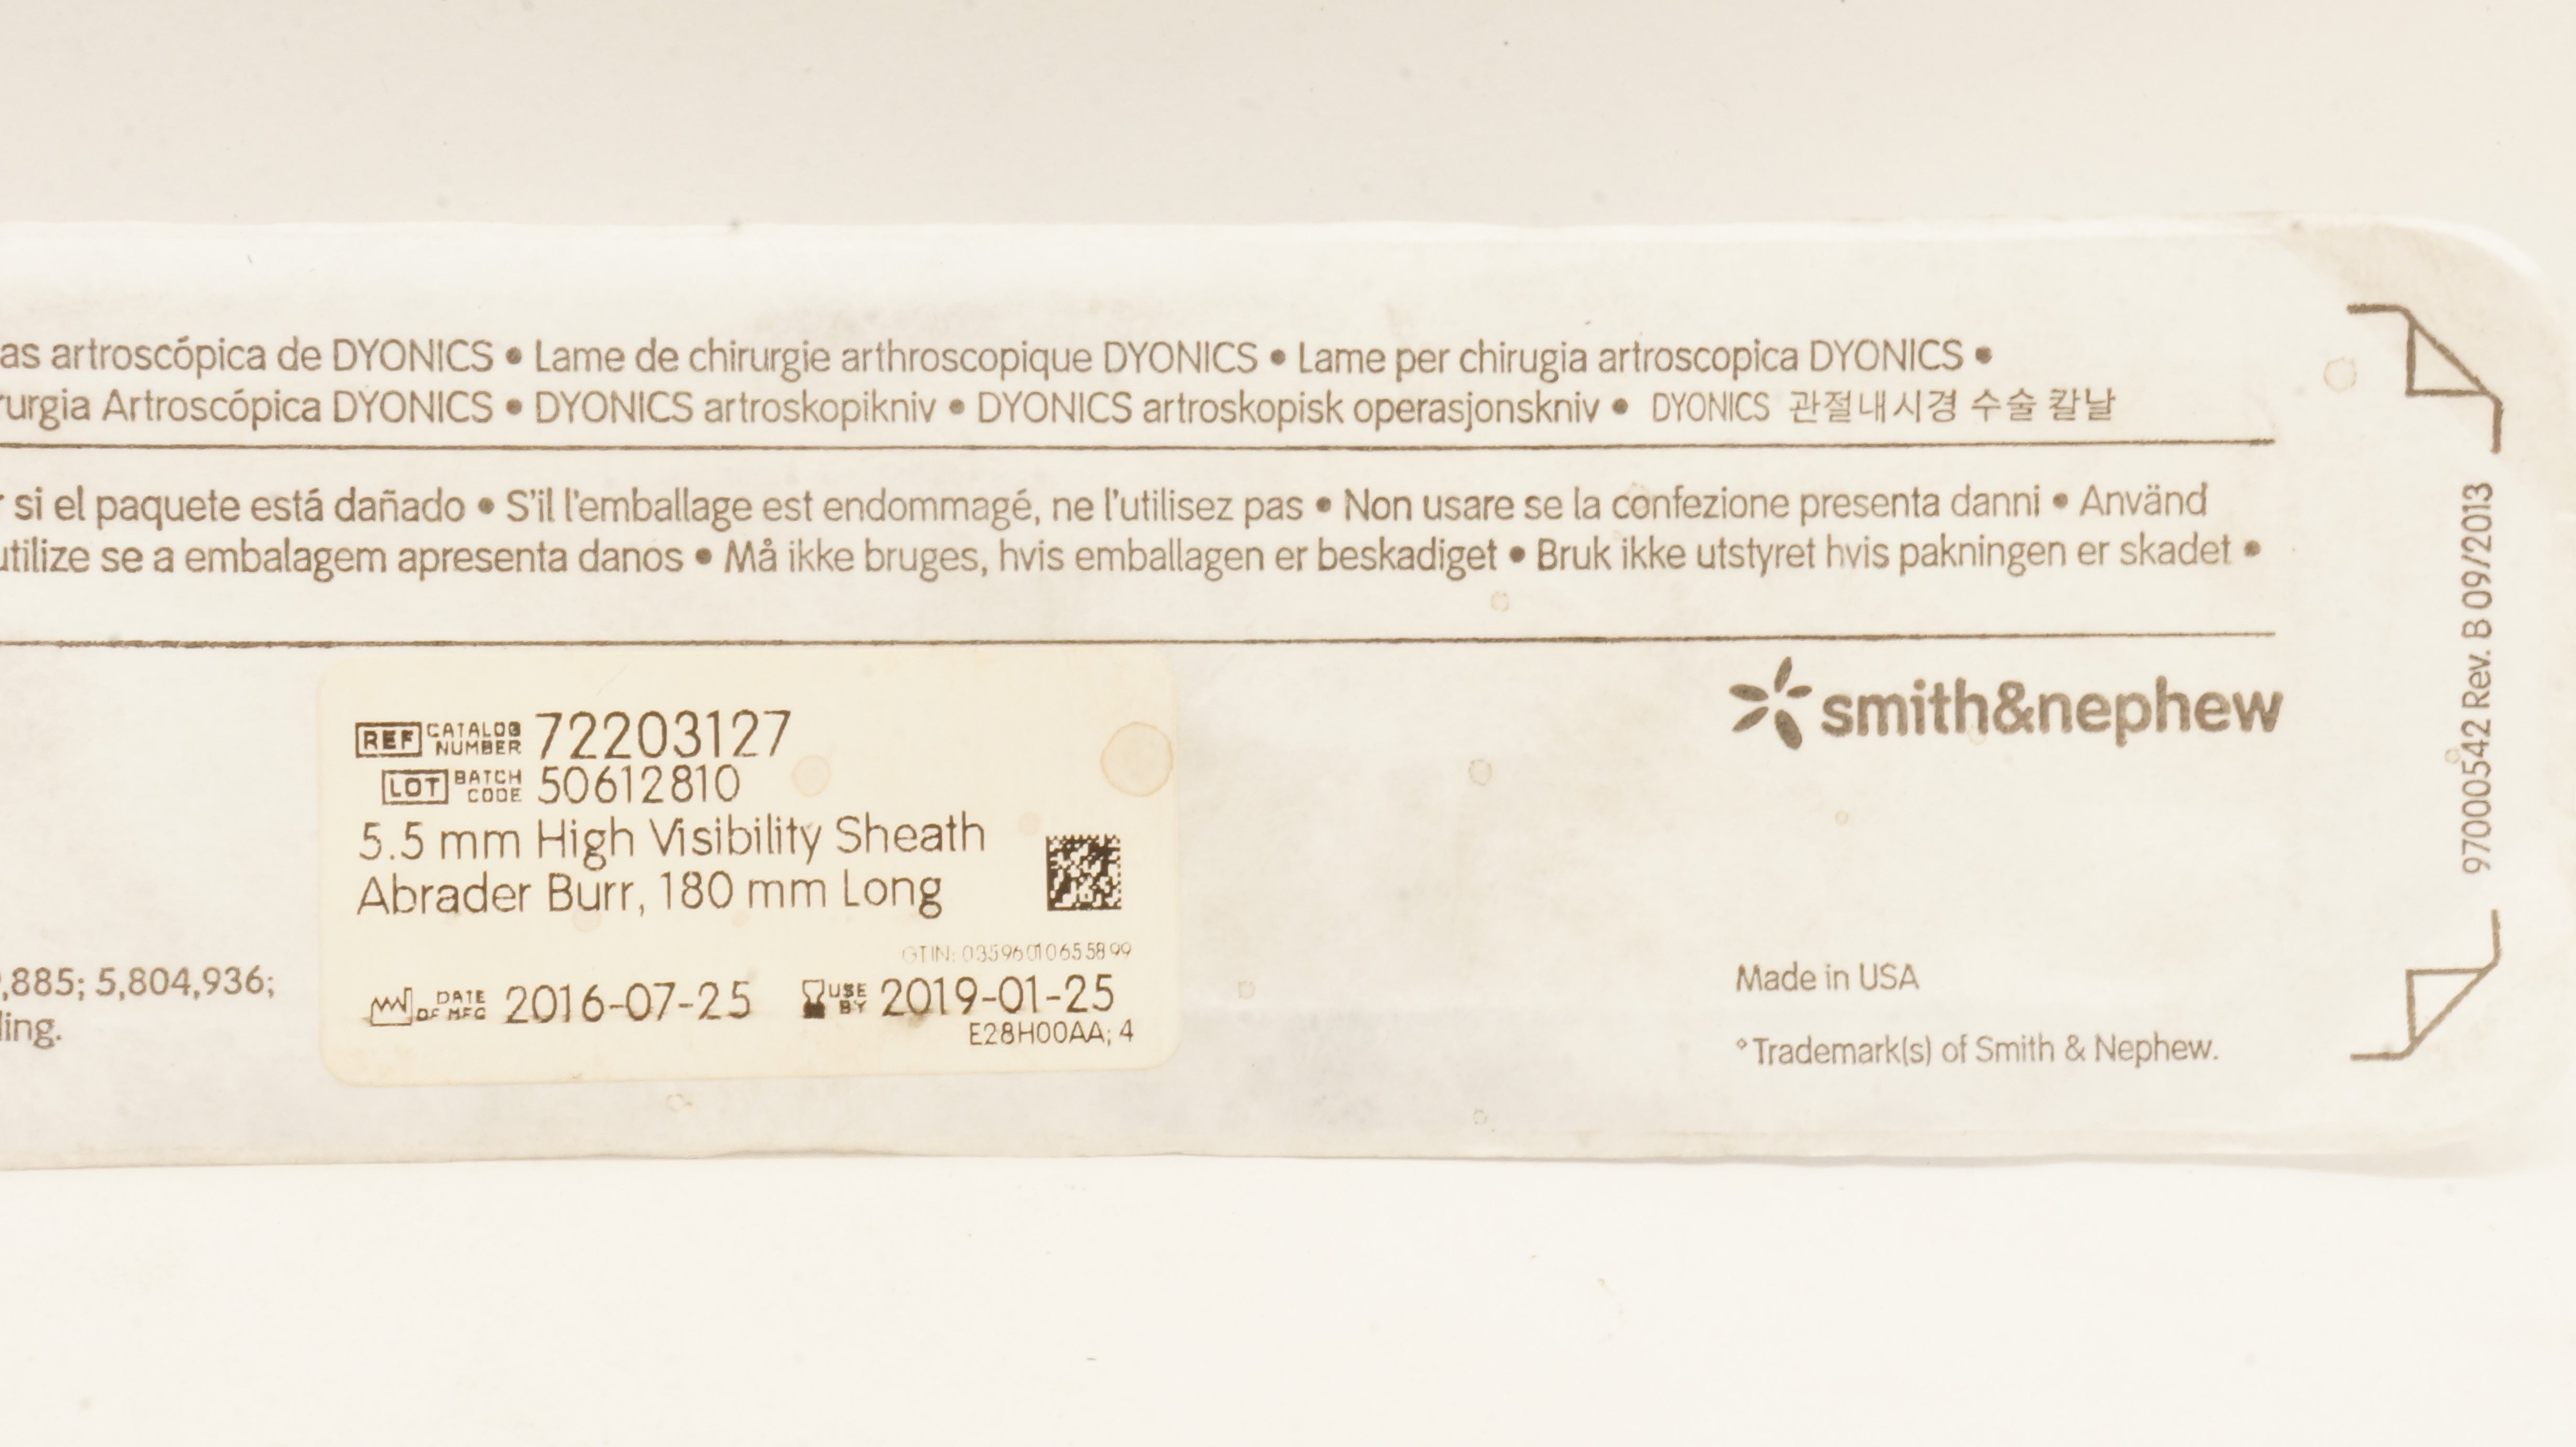 as artroscópica de DYONICS • Lame de chirurgie arthroscopique DYONICS • Lame per chirugia artroscopica DYONICS •
rurgia Artroscópica DYONICS • DYONICS artroskopikniv • DYONICS artroskopisk operasjonskniv • DYONICS 관절내시경 수술 칼날
r si el paquete está dañado • S'il l'emballage est endommagé, ne l'utilisez pas • Non usare se la confezione presenta danni • Använd
utilize se a embalagem apresenta danos • Må ikke bruges, hvis emballagen er beskadiget • Bruk ikke utstyret hvis pakningen er skadet •
REF CATALOG NUMBER 72203127
LOT BATCH CODE 50612810
5.5 mm High Visibility Sheath
Abrader Burr, 180 mm Long
GTIN: 03596010655899
DATE OF MFG 2016-07-25 USE BY 2019-01-25
E28H00AA; 4
,885; 5,804,936;
ling.
smith&nephew
Made in USA
°Trademark(s) of Smith & Nephew.
97000542 Rev. B 09/2013